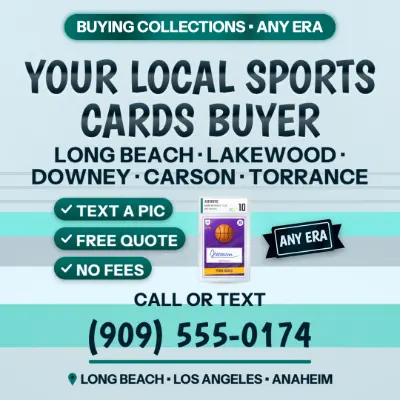 BUYING COLLECTIONS • ANY ERA
YOUR LOCAL SPORTS
CARDS BUYER
LONG BEACH · LAKEWOOD ·
DOWNEY · CARSON · TORRANCE
✓ TEXT A PIC
✓ FREE QUOTE
✓ NO FEES
10
ANY ERA
CALL OR TEXT
(909) 555-0174
LONG BEACH • LOS ANGELES • ANAHEIM